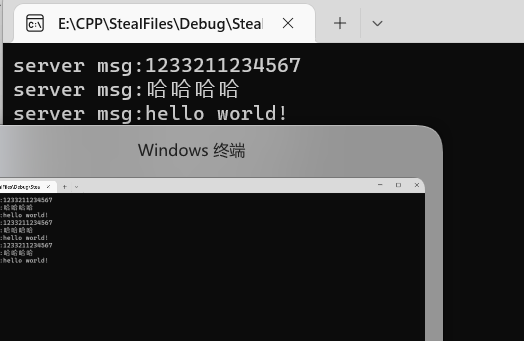 E:\CPP\StealFiles\Debug\Steal
server msg:1233211234567
server msg:哈哈哈哈
server msg:hello world!
Windows 终端
alFiles\Debug\Steal
:1233211234567
:哈哈哈哈
:hello world!
:1233211234567
:哈哈哈哈
:hello world!
:1233211234567
:哈哈哈哈
:hello world!